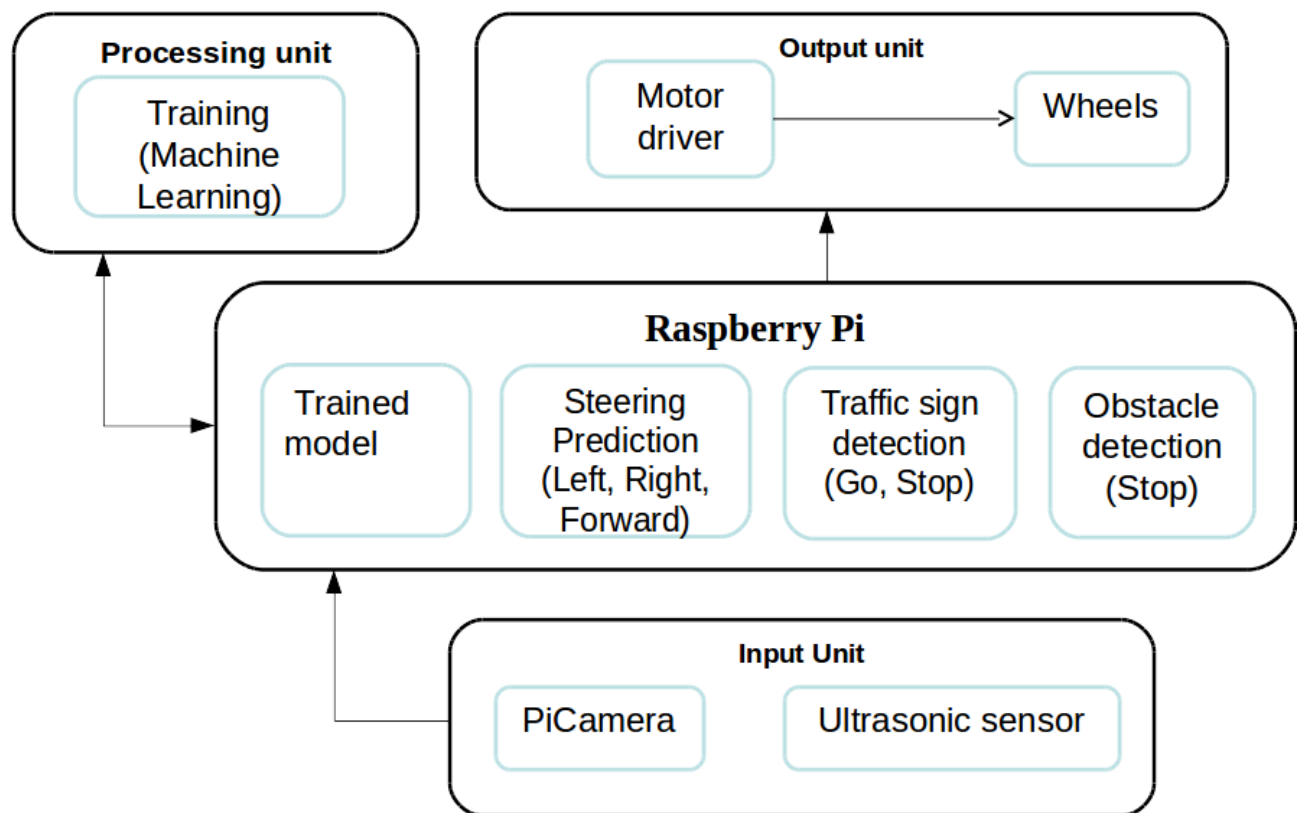 Processing unit
Training
(Machine
Learning)
Output unit
Motor
driver
Wheels
Raspberry Pi
Trained
model
Steering
Prediction
(Left, Right,
Forward)
Traffic sign
detection
(Go, Stop)
Obstacle
detection
(Stop)
Input Unit
PiCamera
Ultrasonic sensor